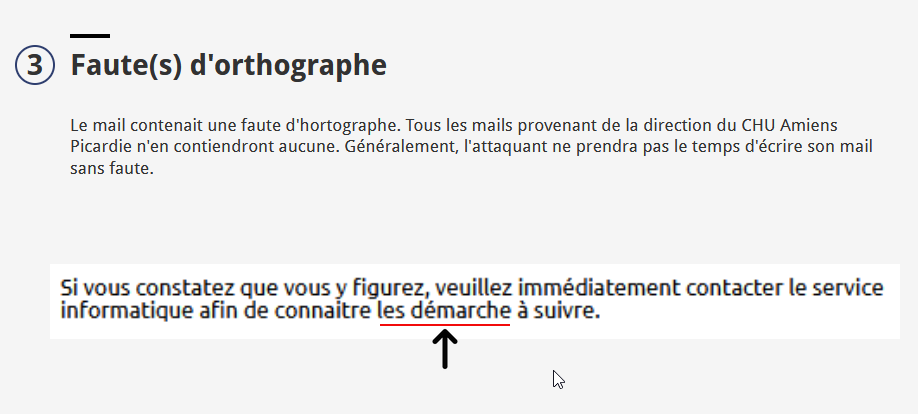 3 Faute(s) d'orthographe
Le mail contenait une faute d'hortographe. Tous les mails provenant de la direction du CHU Amiens
Picardie n'en contiendront aucune. Généralement, l'attaquant ne prendra pas le temps d'écrire son mail
sans faute.
Si vous constatez que vous y figurez, veuillez immédiatement contacter le service
informatique afin de connaitre les démarche à suivre.